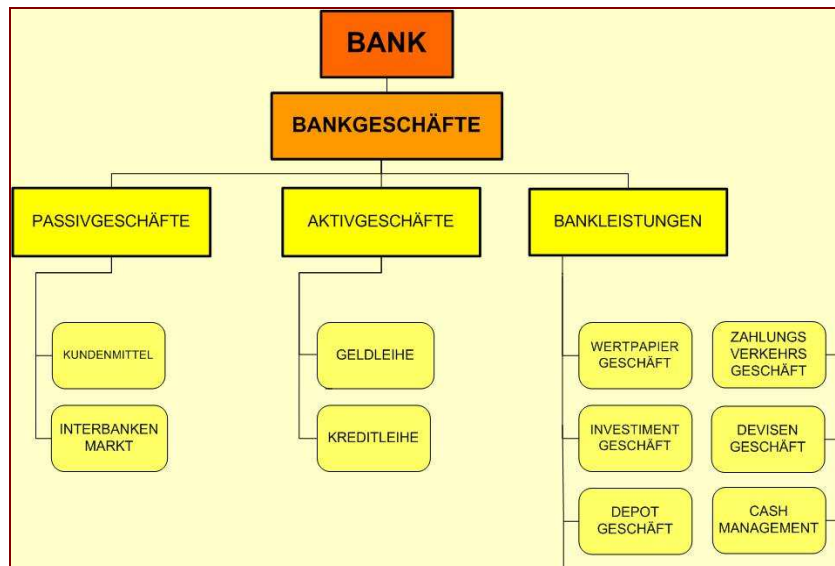 BANK
BANKGESCHÄFTE
PASSIVGESCHÄFTE
AKTIVGESCHÄFTE
BANKLEISTUNGEN
KUNDENMITTEL
INTERBANKEN
MARKT
GELDLEIHE
KREDITLEIHE
WERTPAPIER
GESCHÄFT
ZAHLUNGS
VERKEHRS
GESCHÄFT
INVESTIMENT
GESCHÄFT
DEVISEN
GESCHÄFT
DEPOT
GESCHÄFT
CASH
MANAGEMENT